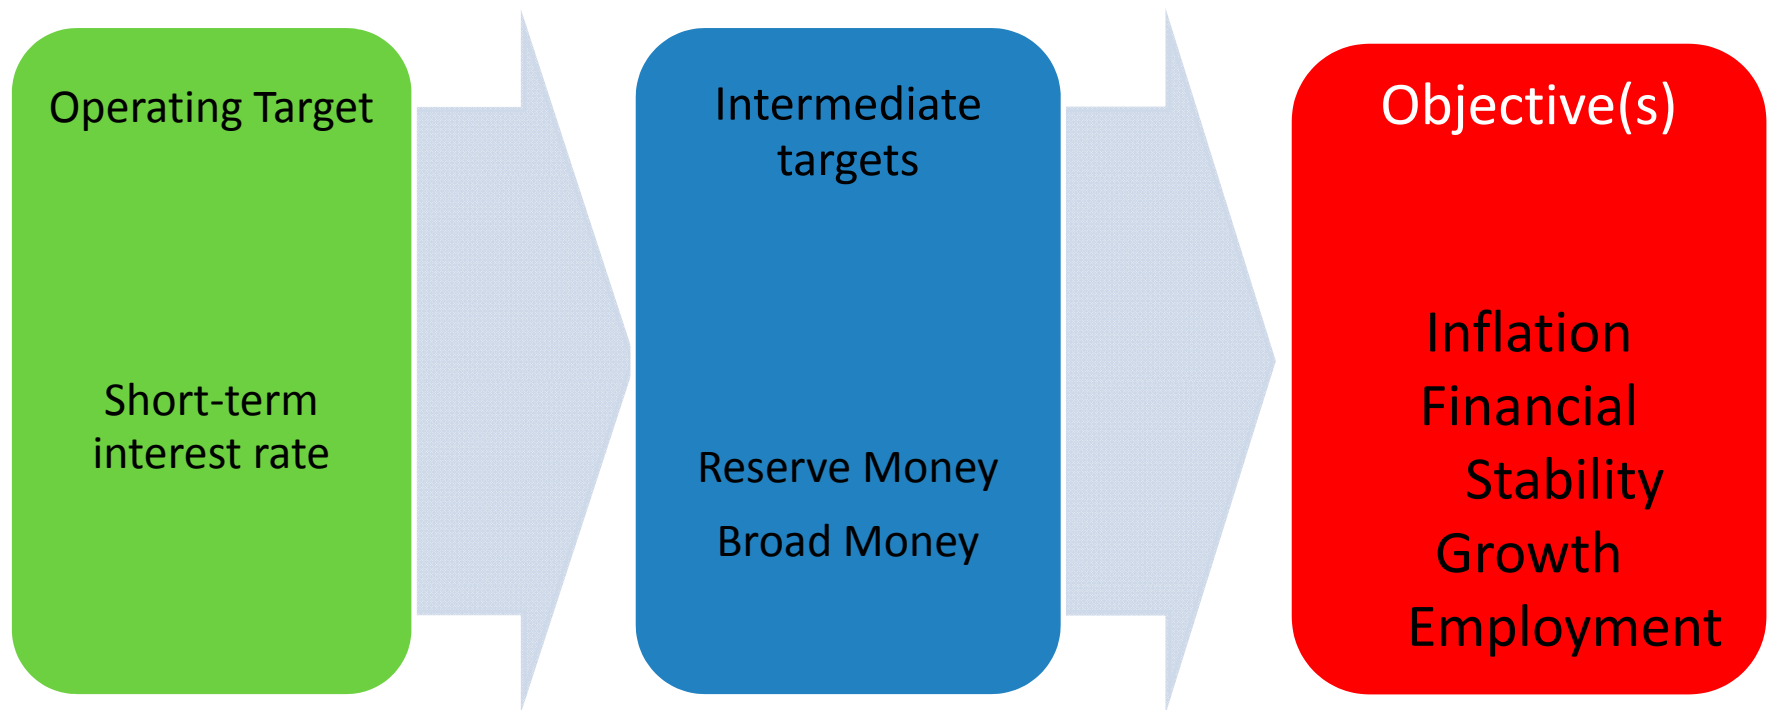 Operating Target
Short-term
interest rate
Intermediate
targets
Reserve Money
Broad Money
Objective(s)
Inflation
Financial
Stability
Growth
Employment